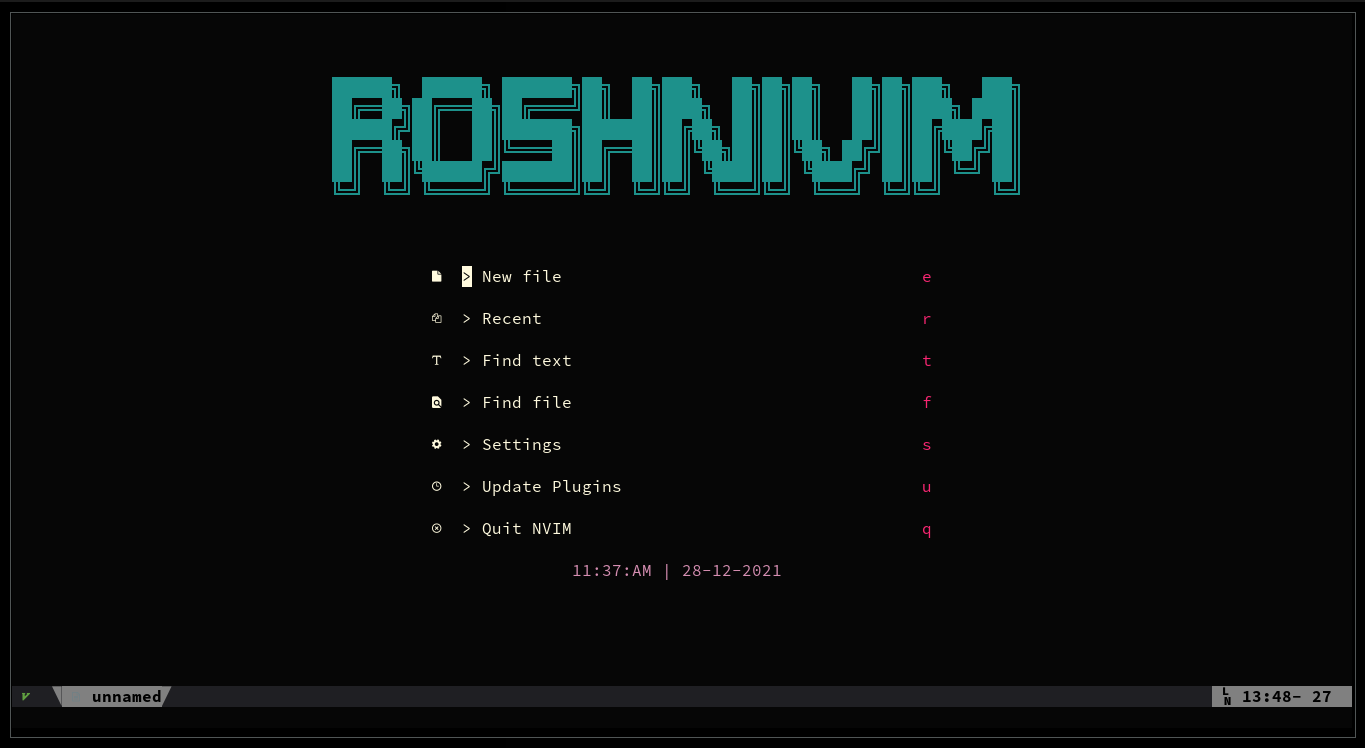 ROSHNIVIM
> New file e
> Recent r
> Find text t
> Find file f
> Settings s
> Update Plugins u
> Quit NVIM q
11:37:AM | 28-12-2021
unnamed LN 13:48- 27